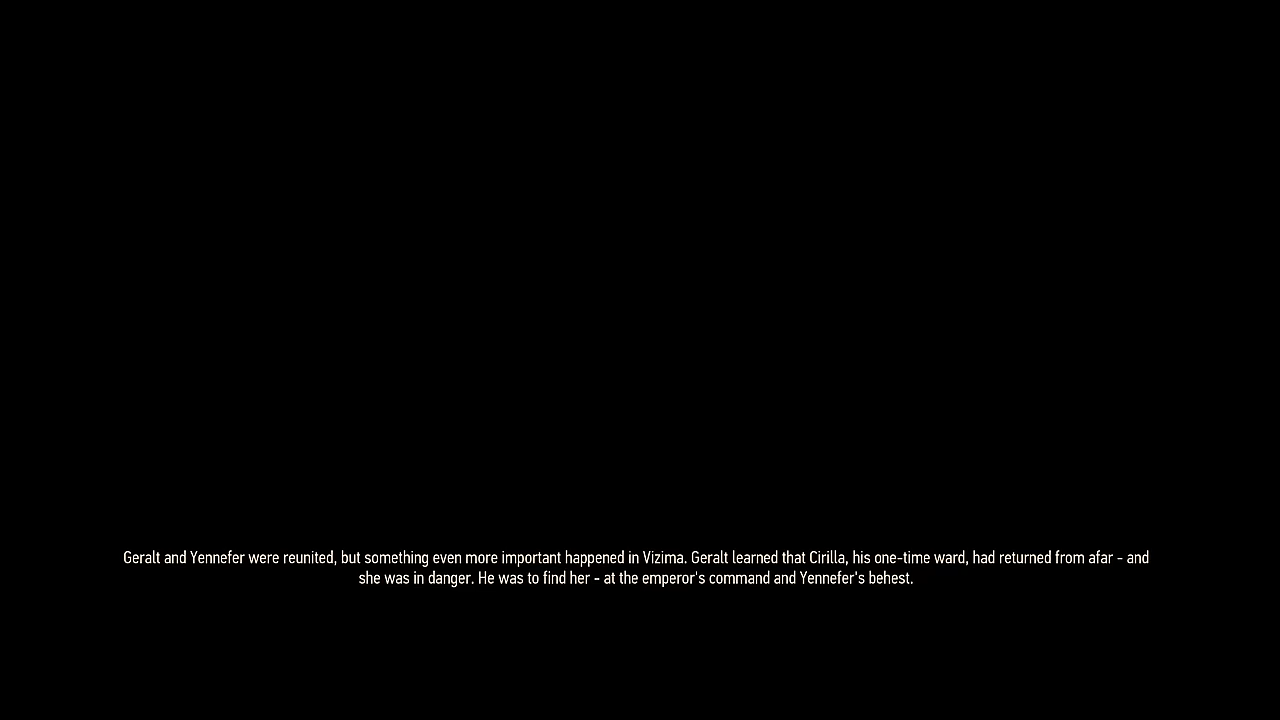 Geralt and Yennefer were reunited, but something even more important happened in Vizima. Geralt learned that Cirilla, his one-time ward, had returned from afar - and
she was in danger. He was to find her - at the emperor's command and Yennefer's behest.